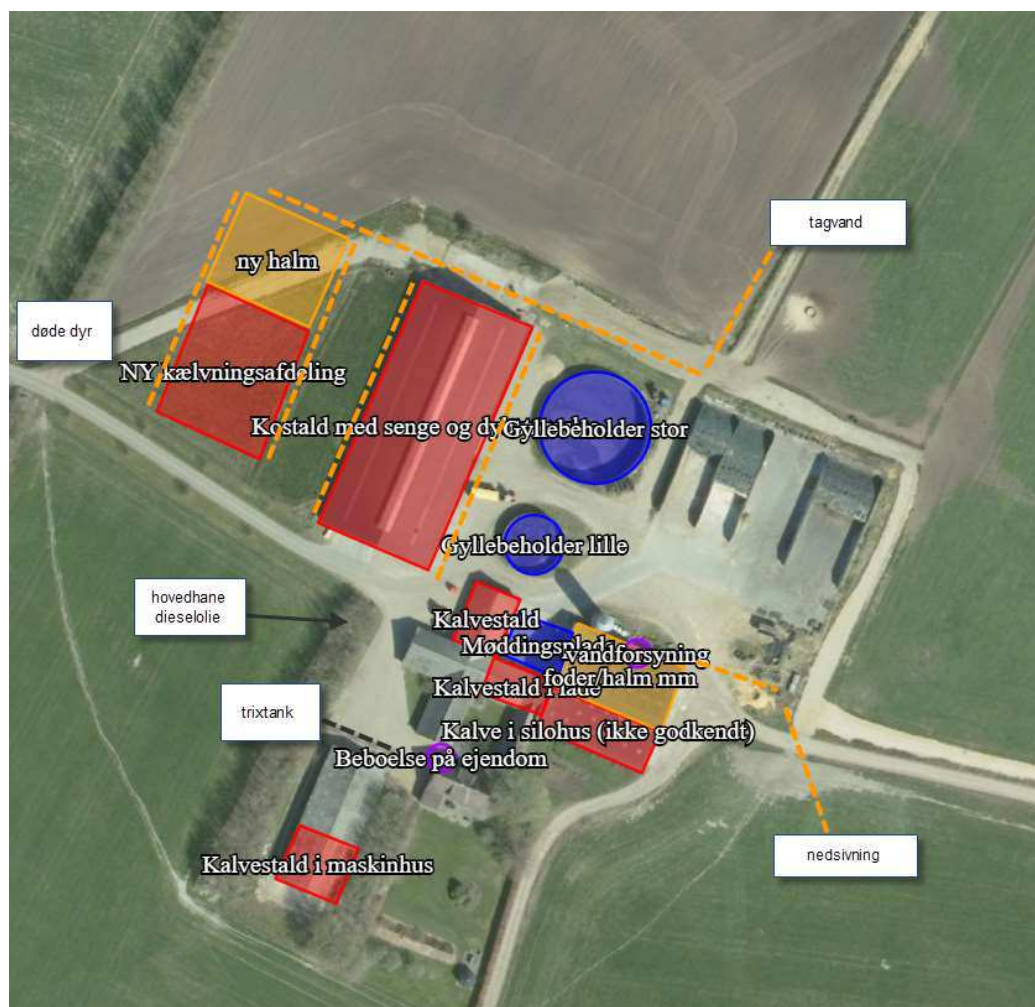 tagvand
ny halm
døde dyr
NY kælvningsafdeling
Kostald med senge og dy
Gyllebeholder stor
Gyllebeholder lille
hovedhane
dieselolie
Kalvestald
Møddingsplads
vandforsyning
foder/halm mm
Kalvestald i lade
trixtank
Kalve i silohus (ikke godkendt)
Beboelse på ejendom
nedsivning
Kalvestald i maskinhus